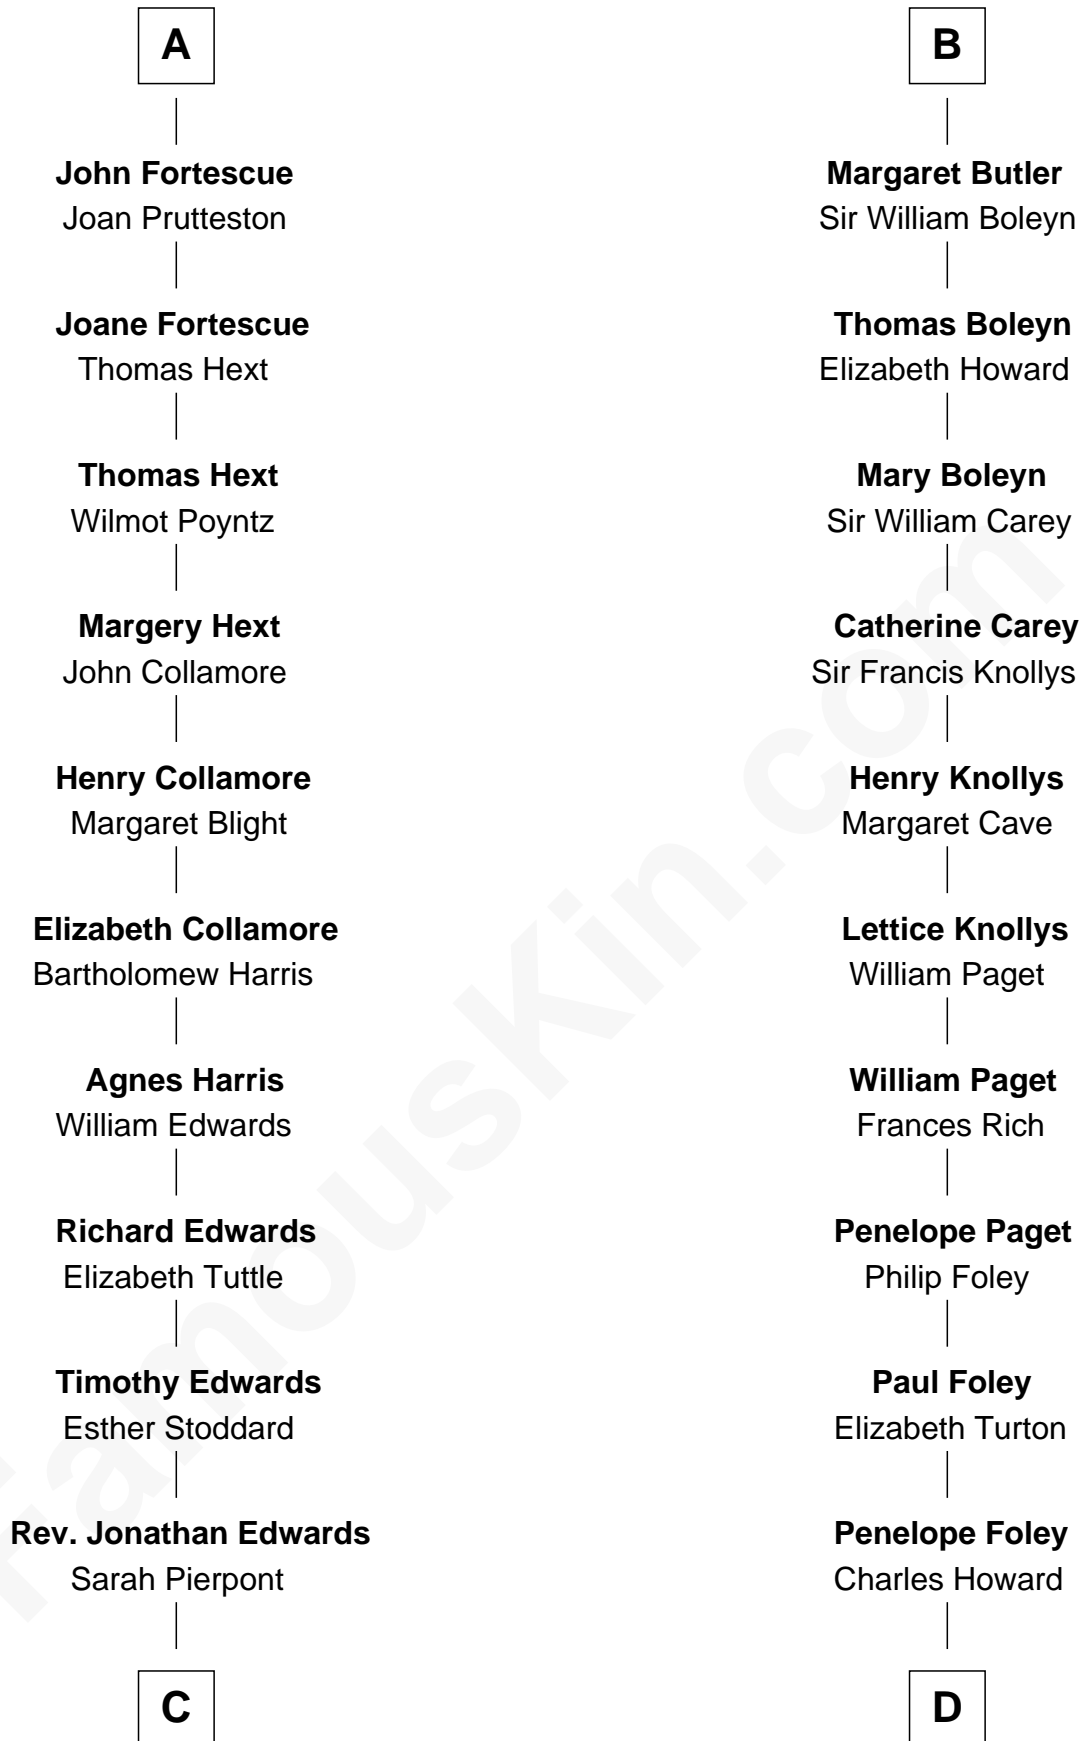 A
John Fortescue
Joan Prutteston
Joane Fortescue
Thomas Hext
Thomas Hext
Wilmot Poyntz
Margery Hext
John Collamore
Henry Collamore
Margaret Blight
Elizabeth Collamore
Bartholomew Harris
Agnes Harris
William Edwards
Richard Edwards
Elizabeth Tuttle
Timothy Edwards
Esther Stoddard
Rev. Jonathan Edwards
Sarah Pierpont
C
B
Margaret Butler
Sir William Boleyn
Thomas Boleyn
Elizabeth Howard
Mary Boleyn
Sir William Carey
Catherine Carey
Sir Francis Knollys
Henry Knollys
Margaret Cave
Lettice Knollys
William Paget
William Paget
Frances Rich
Penelope Paget
Philip Foley
Paul Foley
Elizabeth Turton
Penelope Foley
Charles Howard
D
FamousKin.com